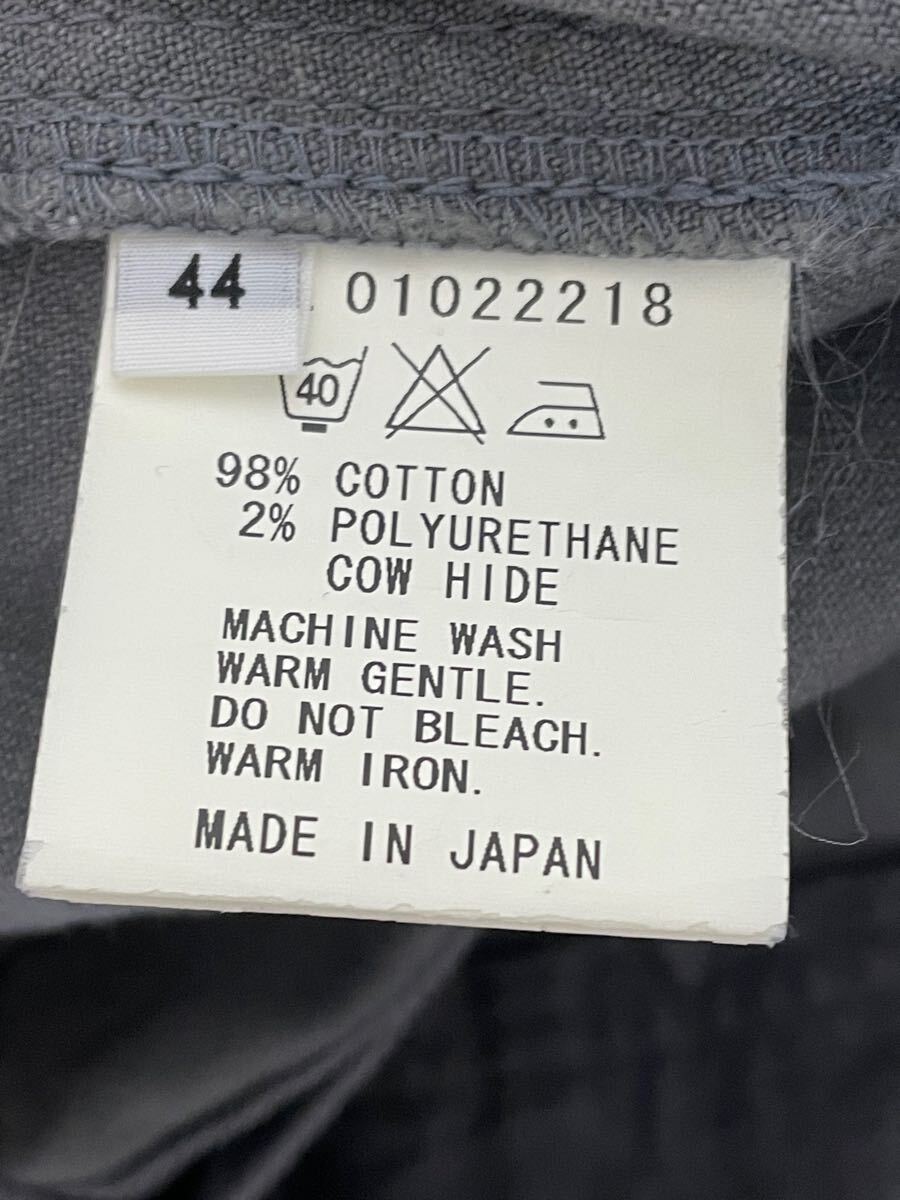 44
01022218
40
98% COTTON
2% POLYURETHANE
COW HIDE
MACHINE WASH
WARM GENTLE.
DO NOT BLEACH.
WARM IRON.
MADE IN JAPAN